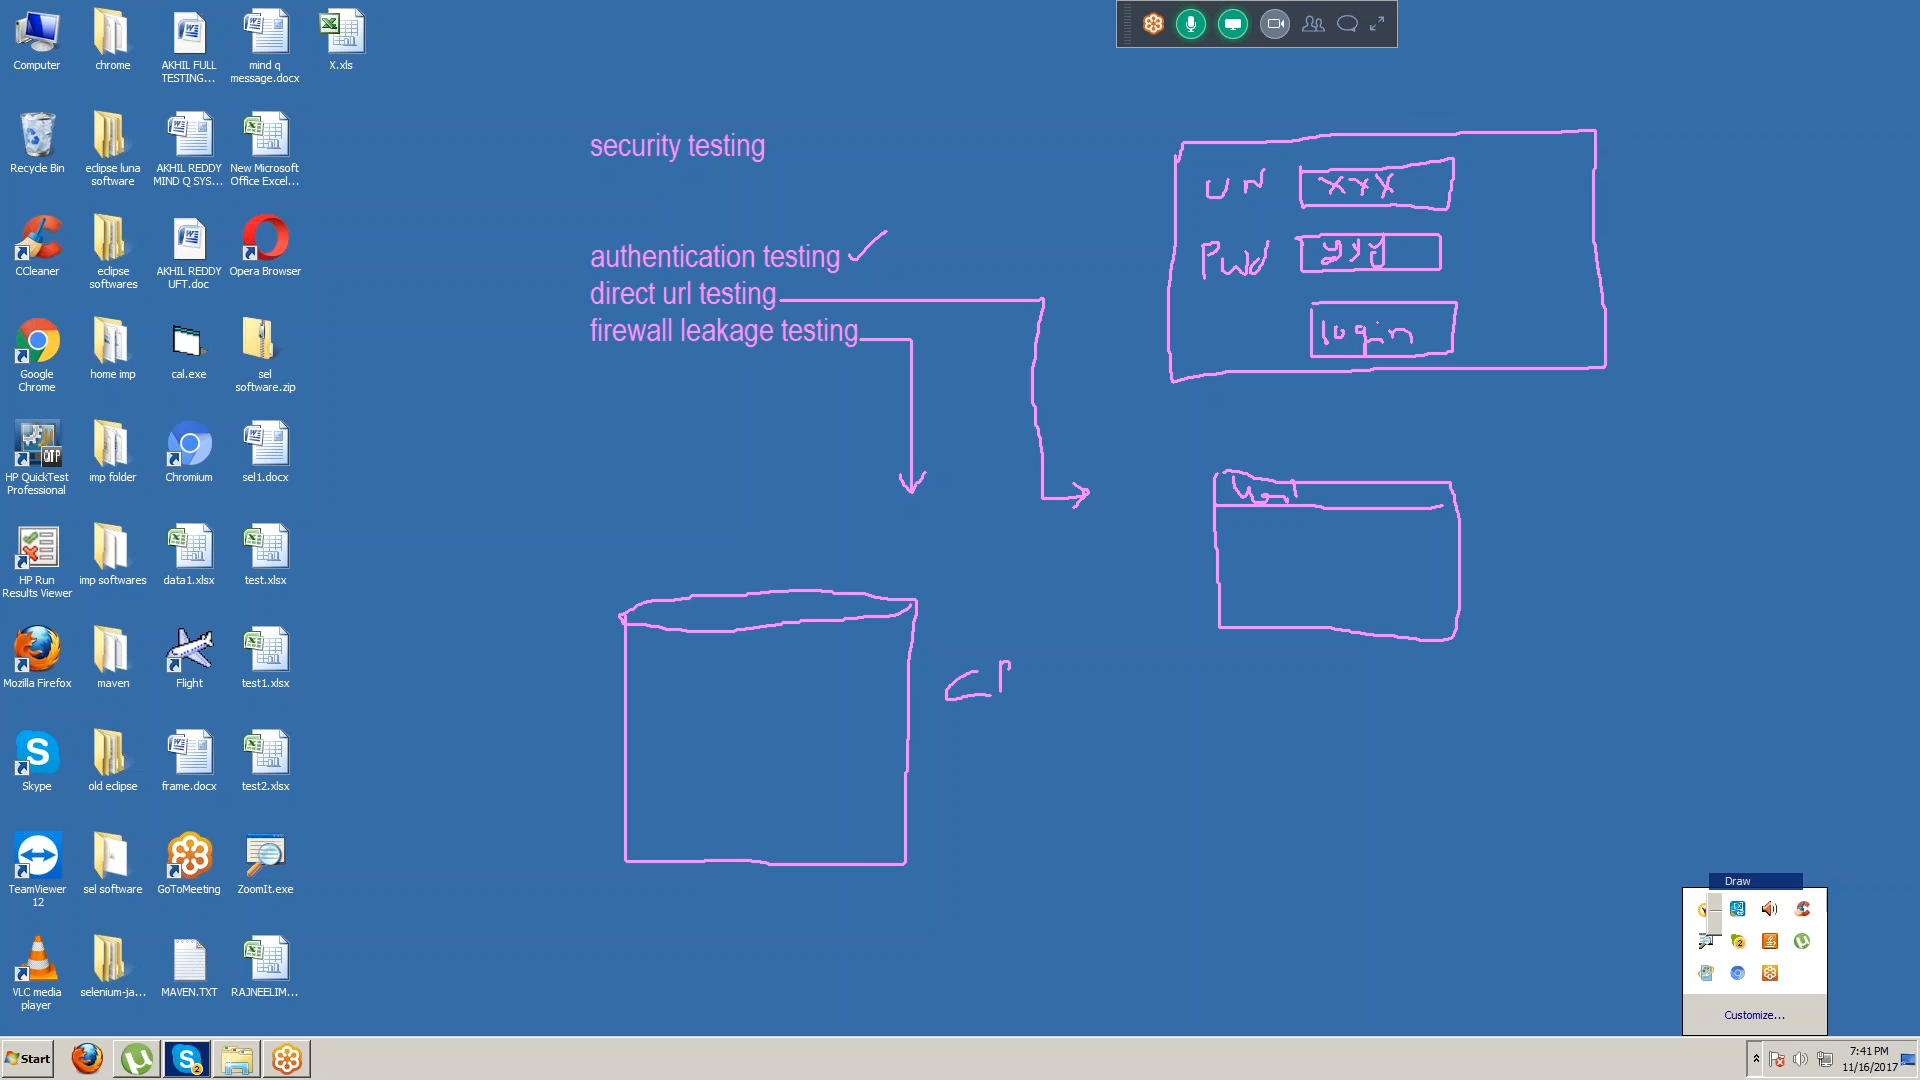 Computer
chrome
AKHIL FULL
TESTING...
mind q
message.docx
X.xls
Recycle Bin
eclipse luna
software
AKHIL REDDY
MIND Q SYS...
New Microsoft
Office Excel...
CCleaner
eclipse
softwares
AKHIL REDDY
UFT.doc
Opera Browser
Google
Chrome
home imp
cal.exe
sel
software.zip
QTP
HP QuickTest
Professional
imp folder
Chromium
sel1.docx
HP Run
Results Viewer
imp softwares
data1.xlsx
test.xlsx
Mozilla Firefox
maven
Flight
test1.xlsx
Skype
old eclipse
frame.docx
test2.xlsx
TeamViewer
12
sel software
GoToMeeting
ZoomIt.exe
VLC media
player
selenium-ja...
MAVEN.TXT
RAJNEELIM...
security testing
authentication testing
direct url testing
firewall leakage testing
UN XXX
PWd yyy
login
Draw
Customize...
Start
7:41 PM
11/16/2017